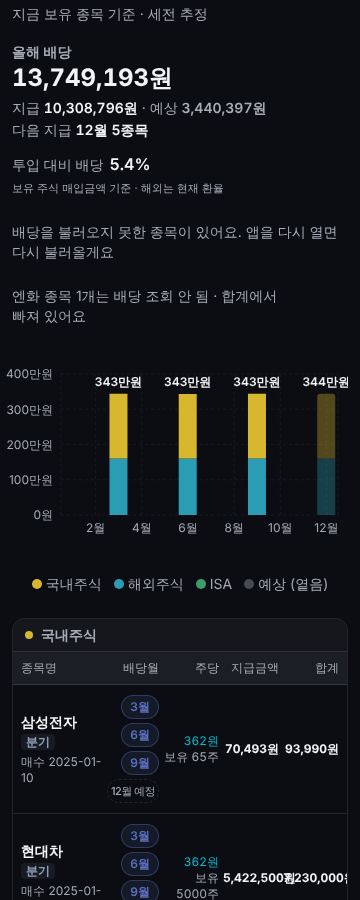 지금 보유 종목 기준 · 세전 추정
올해 배당
13,749,193원
지급 10,308,796원 · 예상 3,440,397원
다음 지급 12월 5종목
투입 대비 배당 5.4%
보유 주식 매입금액 기준 · 해외는 현재 환율
배당을 불러오지 못한 종목이 있어요. 앱을 다시 열면
다시 불러올게요
엔화 종목 1개는 배당 조회 안 됨 · 합계에서
빠져 있어요
400만원
343만원 343만원 343만원 344만원
300만원
200만원
100만원
0원
2월 4월 6월 8월 10월 12월
국내주식 해외주식 ISA 예상 (옅음)
국내주식
종목명 배당월 주당 지급금액 합계
삼성전자
분기
매수 2025-01-
10
3월
6월
9월
12월 예정
362원
보유 65주
70,493원 93,990원
현대차
분기
매수 2025-01-
3월
6월
9월
362원
보유
5000주
5,422,500원